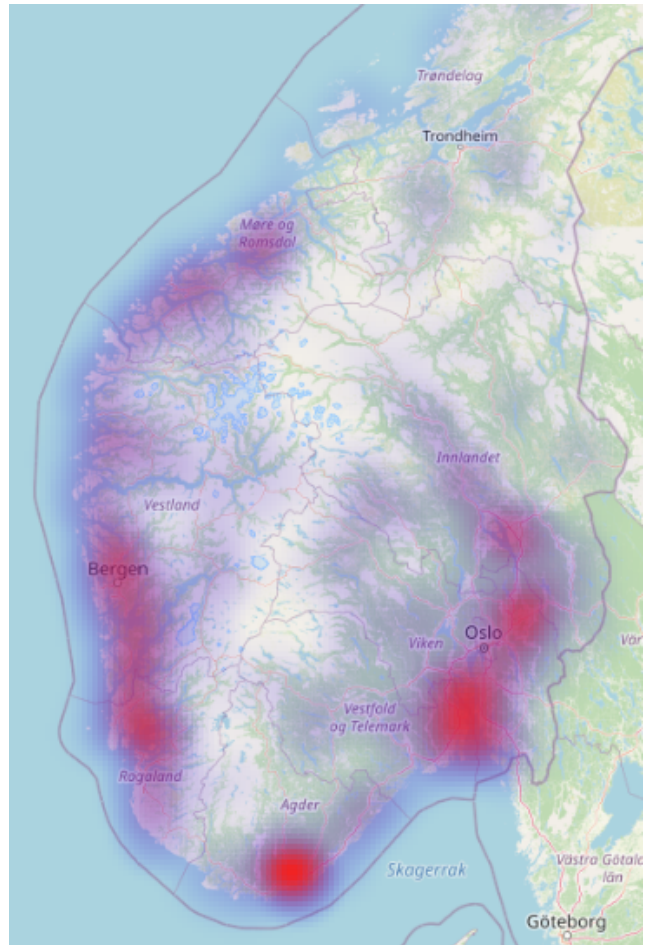 Trøndelag
Trondheim
Møre og
Romsdal
Innlandet
Vestland
Bergen
Oslo
Viken
Vestfold
og Telemark
Rogaland
Agder
Skagerrak
Västra Götala
län
Göteborg